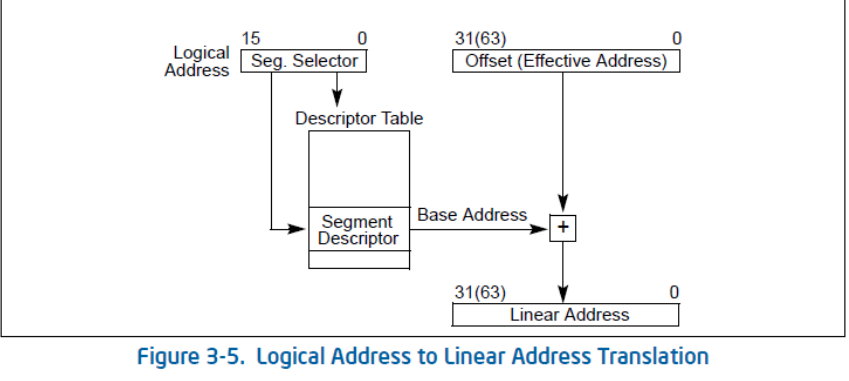 15 0
31(63) 0
Logical
Address
Seg. Selector
Offset (Effective Address)
Descriptor Table
Segment
Descriptor
Base Address
+
31(63) 0
Linear Address
Figure 3-5. Logical Address to Linear Address Translation